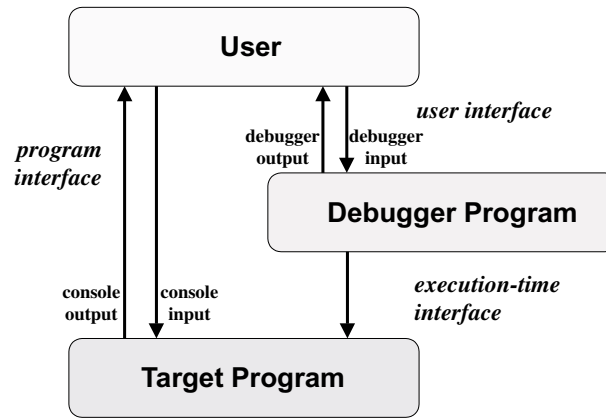 User
program
interface
debugger
output
debugger
input
user interface
Debugger Program
console
output
console
input
execution-time
interface
Target Program